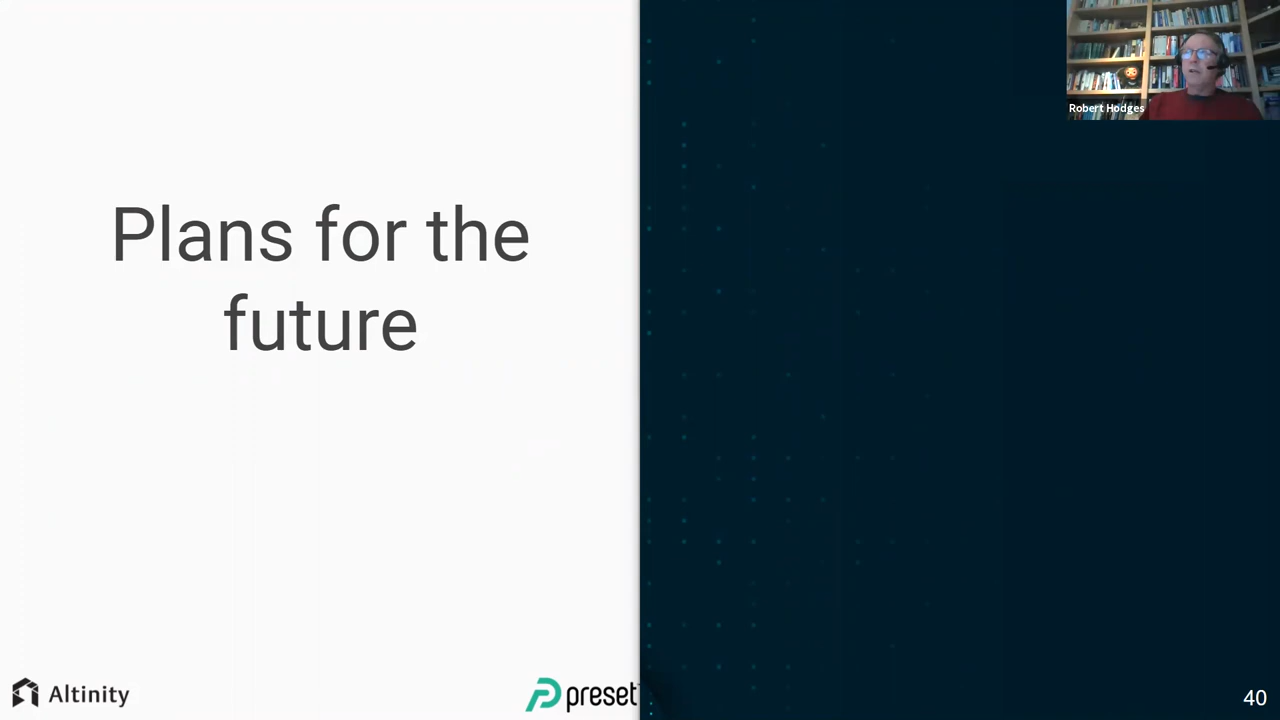 Robert Hodges
Plans for the
future
Altinity
preset
40